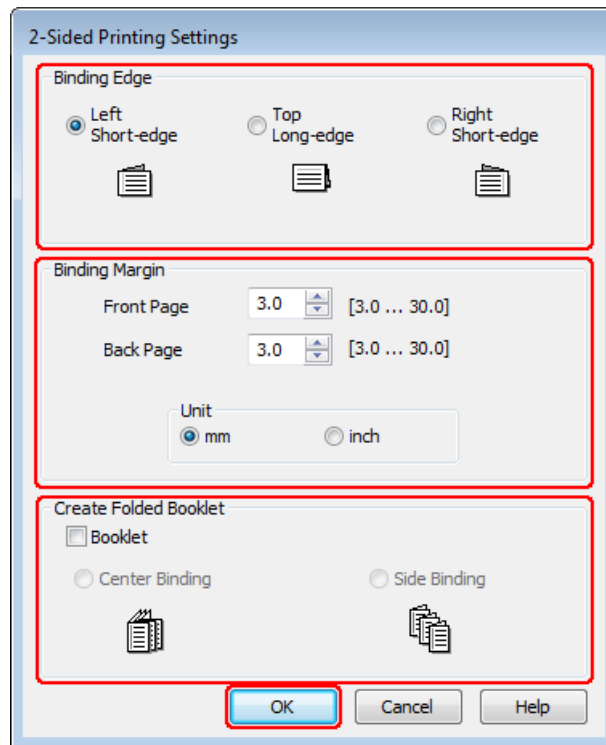 2-Sided Printing Settings
Binding Edge
Left
Short-edge
Top
Long-edge
Right
Short-edge
Binding Margin
Front Page 3.0 [3.0 ... 30.0]
Back Page 3.0 [3.0 ... 30.0]
Unit
mm inch
Create Folded Booklet
Booklet
Center Binding Side Binding
OK Cancel Help